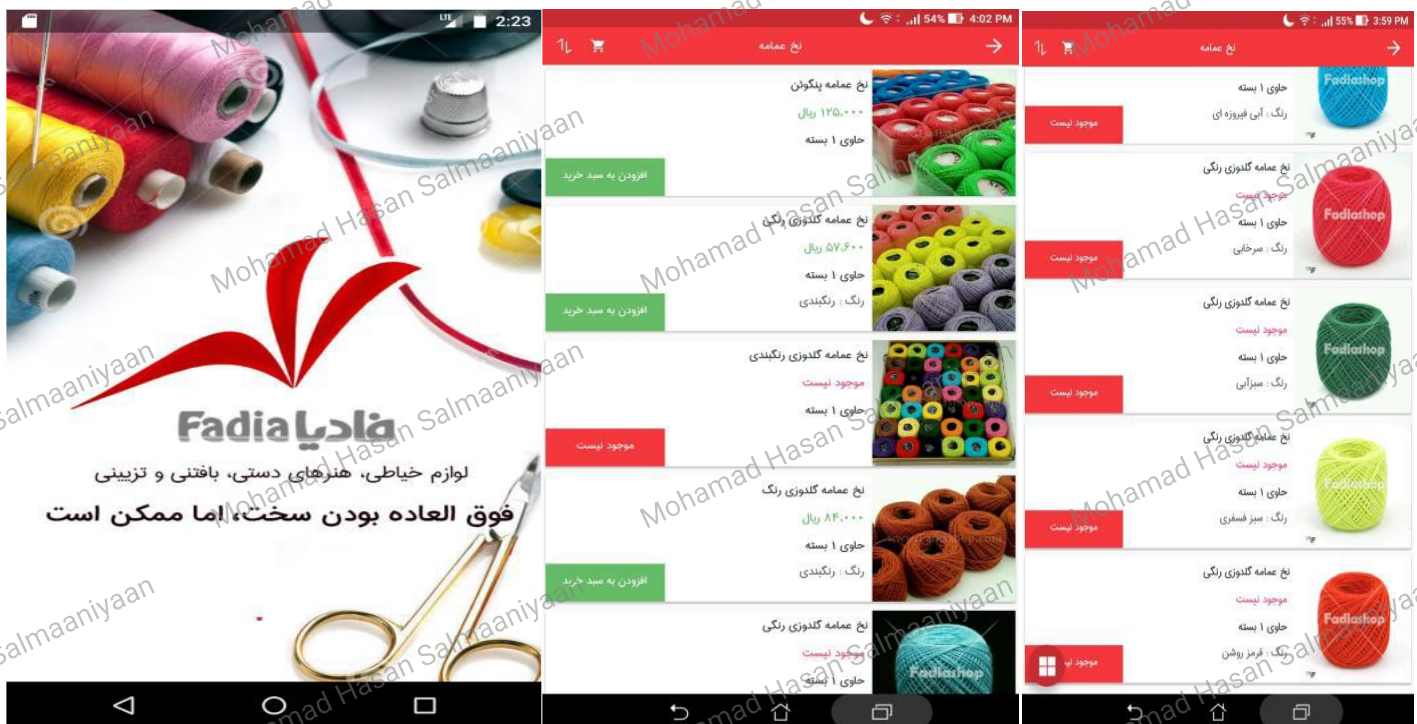 LTE 2:23
Fadia فادیا
لوازم خیاطی، هنرهای دستی، بافتنی و تزیینی
فوق العاده بودن سخت، اما ممکن است
54% 4:02 PM
نخ عمامه
نخ عمامه پنگوئن
۱۲۵,۰۰۰ ریال
حاوی ۱ بسته
افزودن به سبد خرید
نخ عمامه گلدوزی رنگی
۵۷,۶۰۰ ریال
حاوی ۱ بسته
رنگ : رنگبندی
افزودن به سبد خرید
نخ عمامه گلدوزی رنگبندی
موجود نیست
حاوی ۱ بسته
موجود نیست
نخ عمامه گلدوزی رنگ
۸۴,۰۰۰ ریال
حاوی ۱ بسته
رنگ : رنگبندی
افزودن به سبد خرید
نخ عمامه گلدوزی رنگی
موجود نیست
حاوی ۱ بسته
Fadiashop
55% 3:59 PM
نخ عمامه
Fadiashop
حاوی ۱ بسته
رنگ : آبی فیروزه ای
موجود نیست
نخ عمامه گلدوزی رنگی
موجود نیست
حاوی ۱ بسته
رنگ : سرخابی
موجود نیست
Fadiashop
نخ عمامه گلدوزی رنگی
موجود نیست
حاوی ۱ بسته
رنگ : سبزآبی
موجود نیست
Fadiashop
نخ عمامه گلدوزی رنگی
موجود نیست
حاوی ۱ بسته
رنگ : سبز فسفری
موجود نیست
Fadiashop
نخ عمامه گلدوزی رنگی
موجود نیست
حاوی ۱ بسته
رنگ : قرمز روشن
موجود نی
Fadiashop
Mohamad Hasan Salmaaniyaan